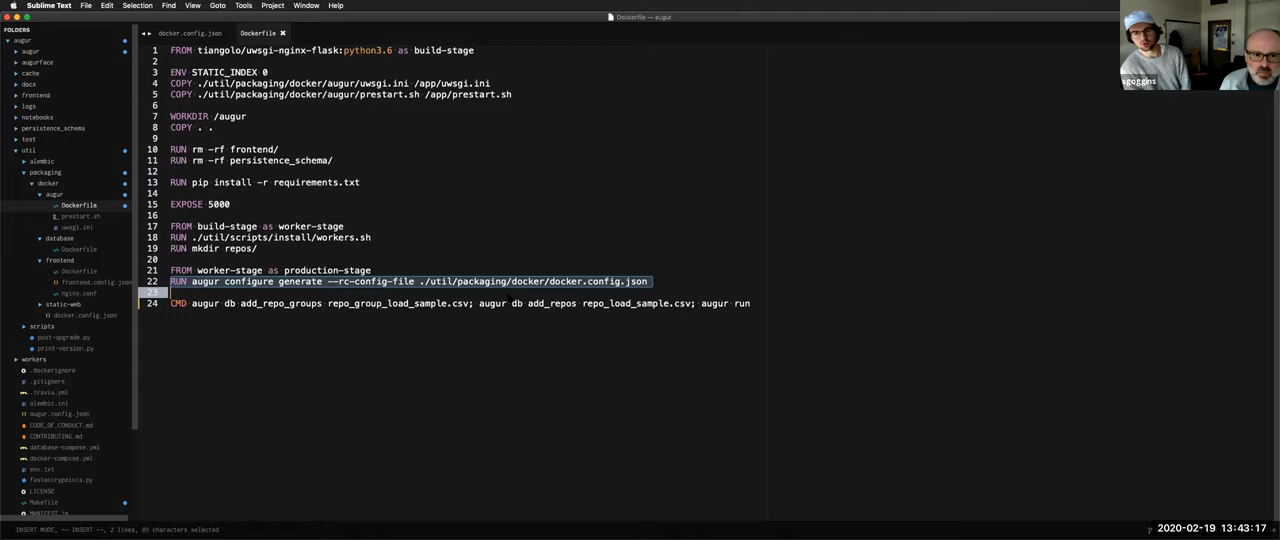 Sublime Text File Edit Selection Find View Goto Tools Project Window Help
Dockerfile — augur
FOLDERS
augur
augur
augurface
cache
docs
frontend
logs
notebooks
persistence_schema
test
util
alembic
packaging
docker
augur
Dockerfile
prestart.sh
uwsgi.ini
database
Dockerfile
frontend
Dockerfile
frontend.config.json
nginx.conf
static-web
docker.config.json
scripts
post-upgrade.py
print-version.py
workers
.dockerignore
.gitignore
.travis.yml
alembic.ini
augur.config.json
CODE_OF_CONDUCT.md
CONTRIBUTING.md
database-compose.yml
docker-compose.yml
env.txt
LICENSE
Makefile
MANIFEST.in
docker.config.json Dockerfile
1 FROM tiangolo/uwsgi-nginx-flask:python3.6 as build-stage
2
3 ENV STATIC_INDEX 0
4 COPY ./util/packaging/docker/augur/uwsgi.ini /app/uwsgi.ini
5 COPY ./util/packaging/docker/augur/prestart.sh /app/prestart.sh
6
7 WORKDIR /augur
8 COPY . .
9
10 RUN rm -rf frontend/
11 RUN rm -rf persistence_schema/
12
13 RUN pip install -r requirements.txt
14
15 EXPOSE 5000
16
17 FROM build-stage as worker-stage
18 RUN ./util/scripts/install/workers.sh
19 RUN mkdir repos/
20
21 FROM worker-stage as production-stage
22 RUN augur configure generate --rc-config-file ./util/packaging/docker/docker.config.json
23
24 CMD augur db add_repo_groups repo_group_load_sample.csv; augur db add_repos repo_load_sample.csv; augur run
sgoggins
INSERT MODE, -- INSERT --, 2 lines, 89 characters selected
2020-02-19 13:43:17